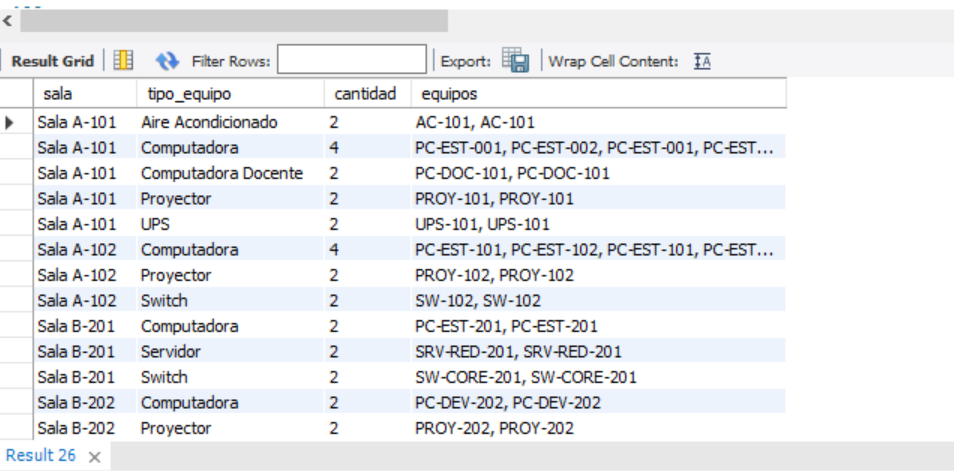 Result Grid Filter Rows: Export: Wrap Cell Content: IA
sala tipo_equipo cantidad equipos
Sala A-101 Aire Acondicionado 2 AC-101, AC-101
Sala A-101 Computadora 4 PC-EST-001, PC-EST-002, PC-EST-001, PC-EST...
Sala A-101 Computadora Docente 2 PC-DOC-101, PC-DOC-101
Sala A-101 Proyector 2 PROY-101, PROY-101
Sala A-101 UPS 2 UPS-101, UPS-101
Sala A-102 Computadora 4 PC-EST-101, PC-EST-102, PC-EST-101, PC-EST...
Sala A-102 Proyector 2 PROY-102, PROY-102
Sala A-102 Switch 2 SW-102, SW-102
Sala B-201 Computadora 2 PC-EST-201, PC-EST-201
Sala B-201 Servidor 2 SRV-RED-201, SRV-RED-201
Sala B-201 Switch 2 SW-CORE-201, SW-CORE-201
Sala B-202 Computadora 2 PC-DEV-202, PC-DEV-202
Sala B-202 Proyector 2 PROY-202, PROY-202
Result 26